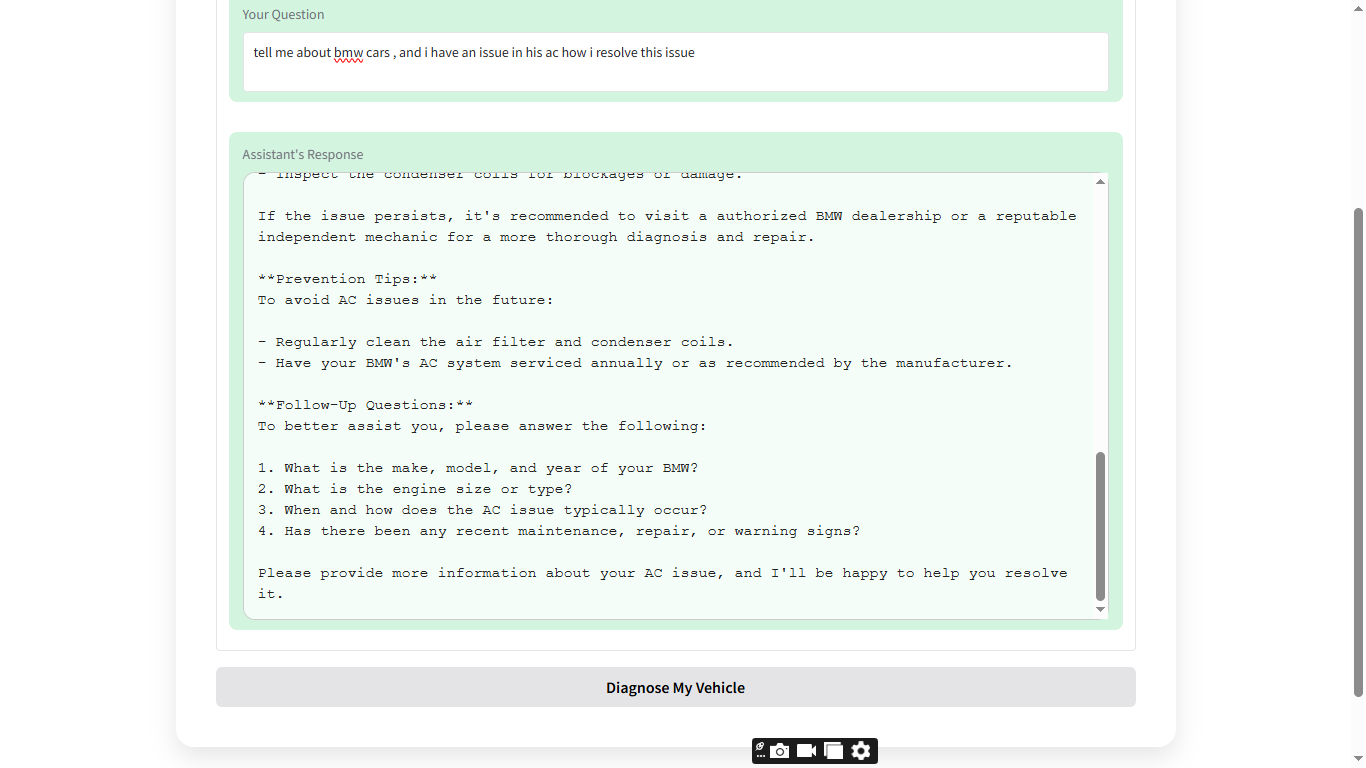 Your Question
tell me about bmw cars , and i have an issue in his ac how i resolve this issue
Assistant's Response
- Inspect the condenser coils for blockages or damage.
If the issue persists, it's recommended to visit a authorized BMW dealership or a reputable
independent mechanic for a more thorough diagnosis and repair.
**Prevention Tips:**
To avoid AC issues in the future:
- Regularly clean the air filter and condenser coils.
- Have your BMW's AC system serviced annually or as recommended by the manufacturer.
**Follow-Up Questions:**
To better assist you, please answer the following:
1. What is the make, model, and year of your BMW?
2. What is the engine size or type?
3. When and how does the AC issue typically occur?
4. Has there been any recent maintenance, repair, or warning signs?
Please provide more information about your AC issue, and I'll be happy to help you resolve
it.
Diagnose My Vehicle